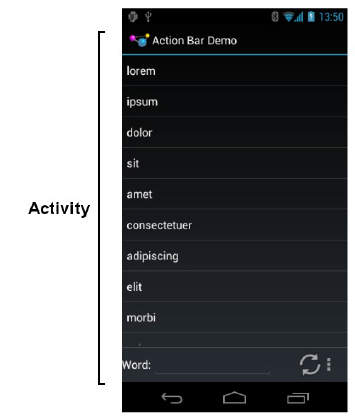 13:50
Action Bar Demo
lorem
ipsum
dolor
sit
amet
Activity
consectetuer
adipiscing
elit
morbi
Word: